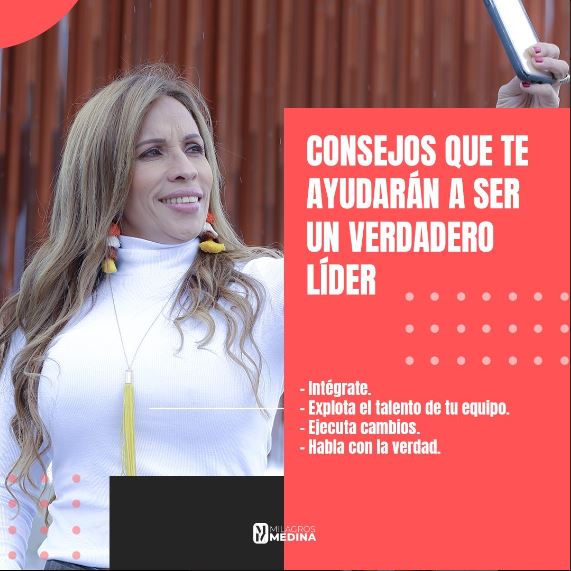 CONSEJOS QUE TE
AYUDARÁN A SER
UN VERDADERO
LÍDER
- Intégrate.
- Explota el talento de tu equipo.
- Ejecuta cambios.
- Habla con la verdad.
MILAGROS
MEDINA